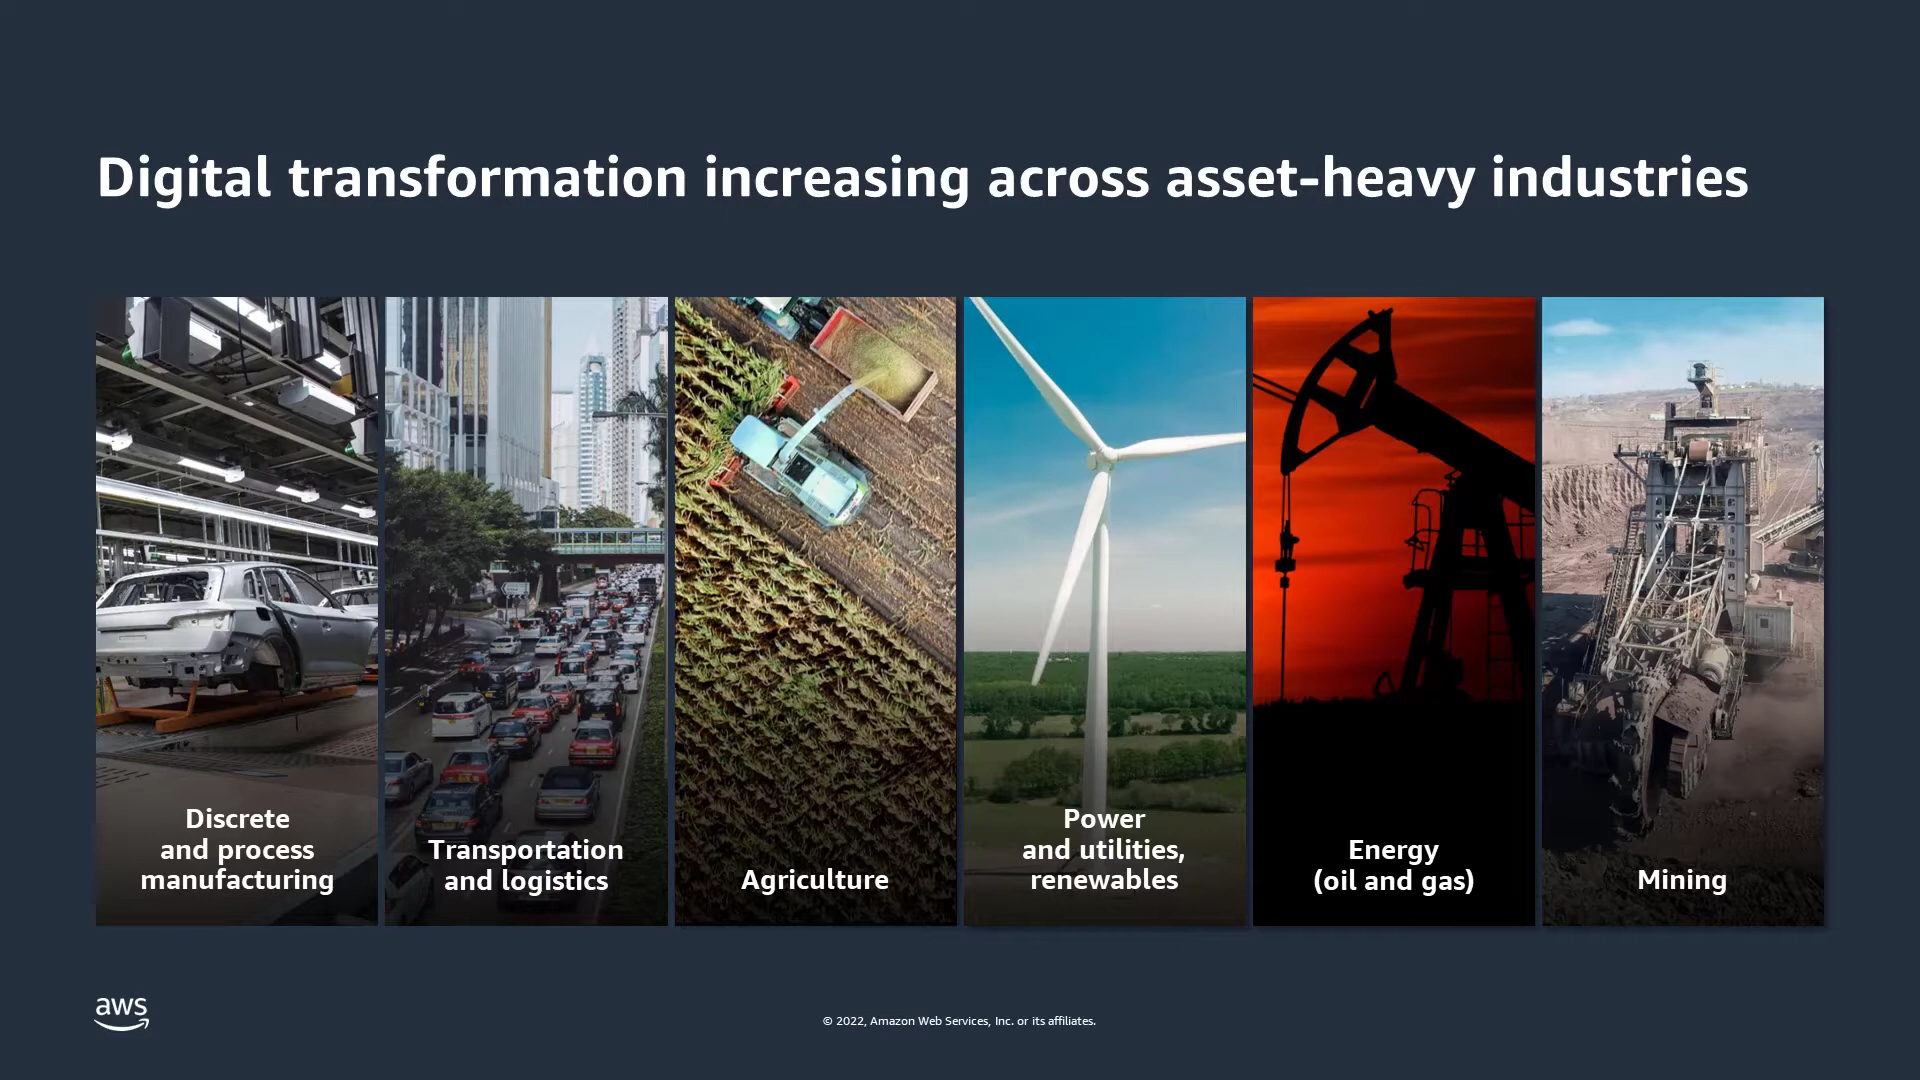 Digital transformation increasing across asset-heavy industries
Discrete
and process
manufacturing
Transportation
and logistics
Agriculture
Power
and utilities,
renewables
Energy
(oil and gas)
Mining
aws
© 2022, Amazon Web Services, Inc. or its affiliates.